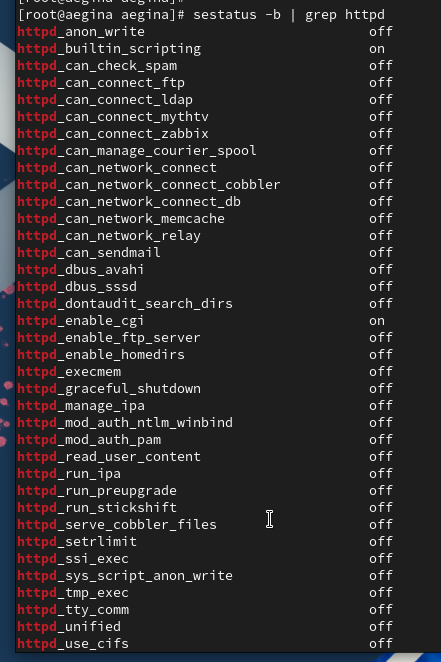 [root@aegina aegina]# sestatus -b | grep httpd
httpd_anon_write off
httpd_builtin_scripting on
httpd_can_check_spam off
httpd_can_connect_ftp off
httpd_can_connect_ldap off
httpd_can_connect_mythtv off
httpd_can_connect_zabbix off
httpd_can_manage_courier_spool off
httpd_can_network_connect off
httpd_can_network_connect_cobbler off
httpd_can_network_connect_db off
httpd_can_network_memcache off
httpd_can_network_relay off
httpd_can_sendmail off
httpd_dbus_avahi off
httpd_dbus_sssd off
httpd_dontaudit_search_dirs off
httpd_enable_cgi on
httpd_enable_ftp_server off
httpd_enable_homedirs off
httpd_execmem off
httpd_graceful_shutdown off
httpd_manage_ipa off
httpd_mod_auth_ntlm_winbind off
httpd_mod_auth_pam off
httpd_read_user_content off
httpd_run_ipa off
httpd_run_preupgrade off
httpd_run_stickshift off
httpd_serve_cobbler_files off
httpd_setrlimit off
httpd_ssi_exec off
httpd_sys_script_anon_write off
httpd_tmp_exec off
httpd_tty_comm off
httpd_unified off
httpd_use_cifs off